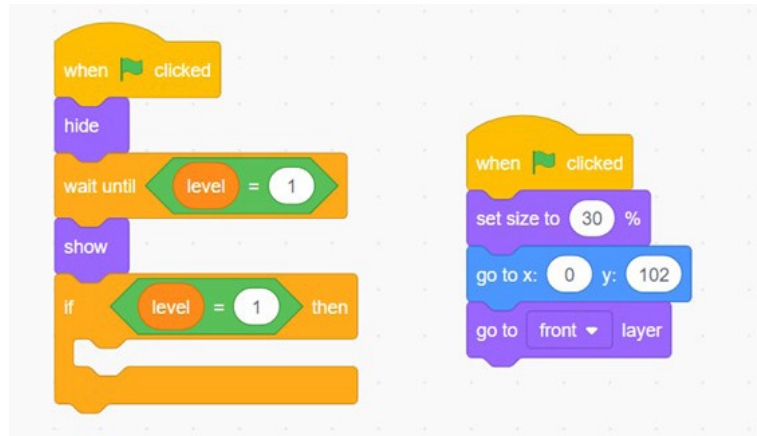 when clicked
hide
wait until level = 1
show
if level = 1 then
when clicked
set size to 30 %
go to x: 0 y: 102
go to front layer